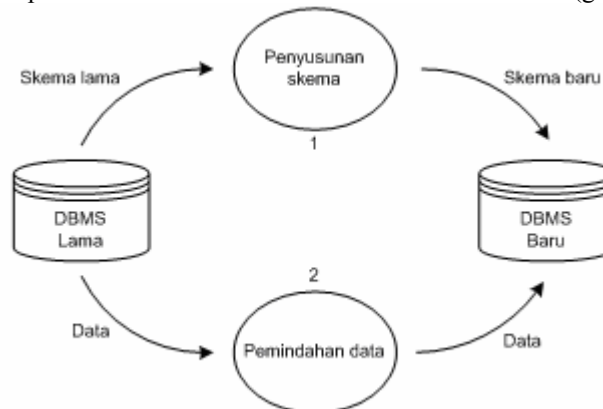 Penyusunan
skema
Skema lama
Skema baru
1
DBMS
Lama
DBMS
Baru
2
Data
Pemindahan data
Data